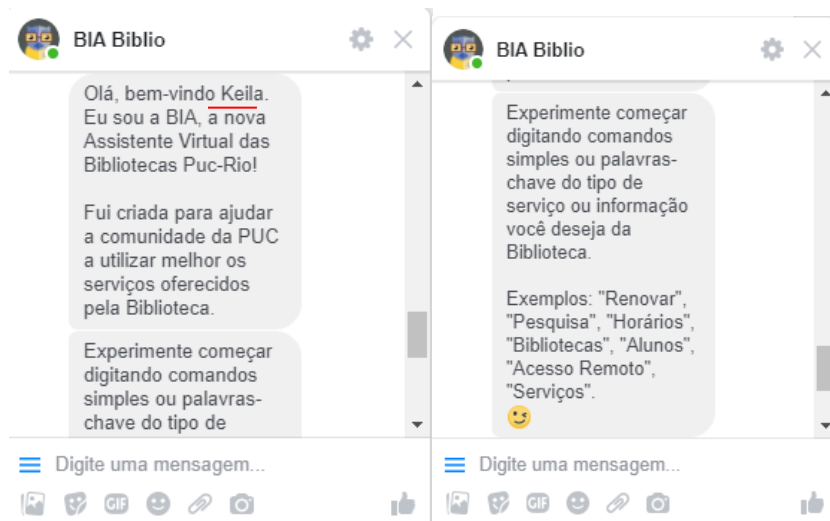 BIA Biblio
Olá, bem-vindo Keila.
Eu sou a BIA, a nova
Assistente Virtual das
Bibliotecas Puc-Rio!
Fui criada para ajudar
a comunidade da PUC
a utilizar melhor os
serviços oferecidos
pela Biblioteca.
Experimente começar
digitando comandos
simples ou palavras-
chave do tipo de
Digite uma mensagem...
GIF
BIA Biblio
Experimente começar
digitando comandos
simples ou palavras-
chave do tipo de
serviço ou informação
você deseja da
Biblioteca.
Exemplos: "Renovar",
"Pesquisa", "Horários",
"Bibliotecas", "Alunos",
"Acesso Remoto",
"Serviços".
Digite uma mensagem...
GIF